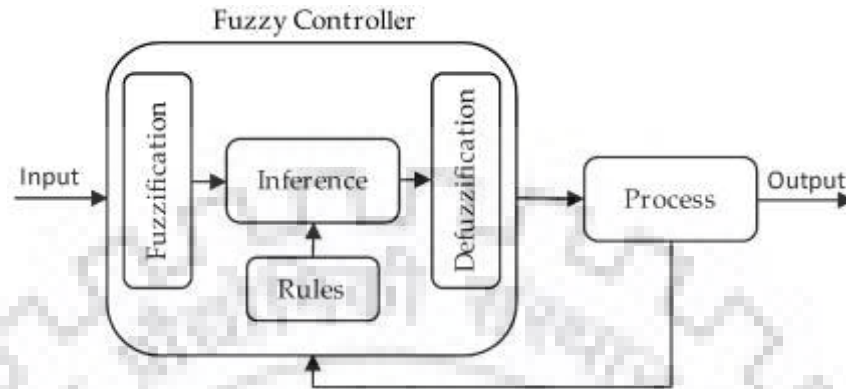 Fuzzy Controller
Input
Fuzzification
Inference
Rules
Defuzzification
Process
Output